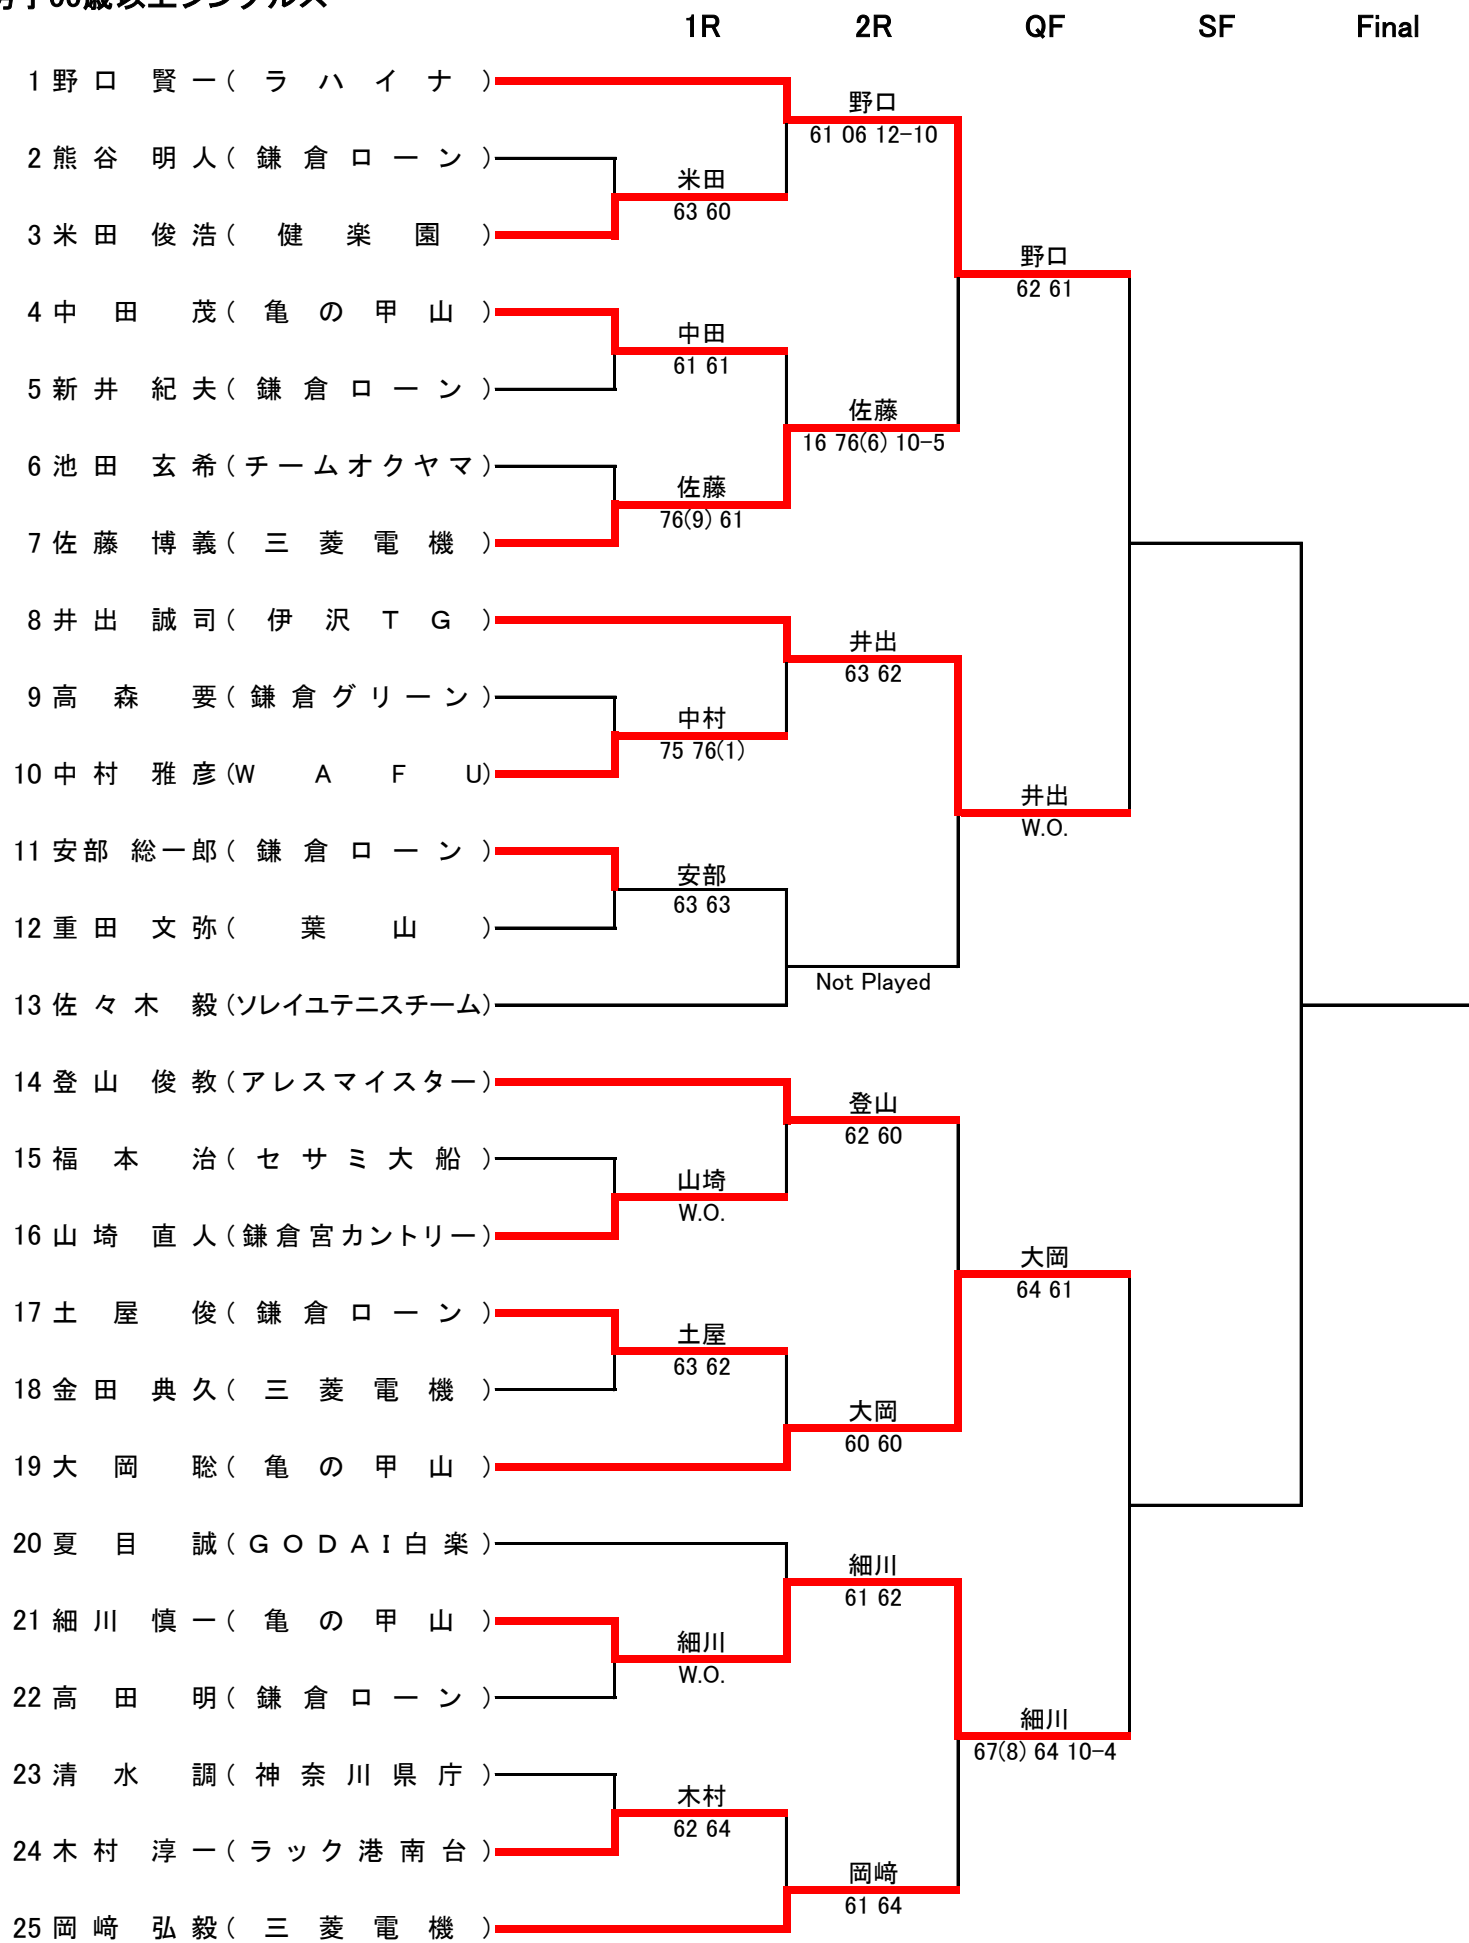 1R 2R QF SF Final
1 野口 賢一 (ラハイナ)
野口
61 06 12-10
2 熊谷 明人 (鎌倉ローン)
米田
63 60
3 米田 俊浩 (健楽園)
野口
62 61
4 中田 茂 (亀の甲山)
中田
61 61
5 新井 紀夫 (鎌倉ローン)
佐藤
16 76(6) 10-5
6 池田 玄希 (チームオクヤマ)
佐藤
76(9) 61
7 佐藤 博義 (三菱電機)
8 井出 誠司 (伊沢TG)
井出
63 62
9 高森 要 (鎌倉グリーン)
中村
75 76(1)
10 中村 雅彦 (WAFU)
井出
W.O.
11 安部 総一郎 (鎌倉ローン)
安部
63 63
12 重田 文弥 (葉山)
Not Played
13 佐々木 毅 (ソレイユテニスチーム)
14 登山 俊教 (アレスマイスター)
登山
62 60
15 福本 治 (セサミ大船)
山埼
W.O.
16 山埼 直人 (鎌倉宮カントリー)
大岡
64 61
17 土屋 俊 (鎌倉ローン)
土屋
63 62
18 金田 典久 (三菱電機)
大岡
60 60
19 大岡 聡 (亀の甲山)
20 夏目 誠 (GODAI白楽)
細川
61 62
21 細川 慎一 (亀の甲山)
細川
W.O.
22 高田 明 (鎌倉ローン)
細川
67(8) 64 10-4
23 清水 調 (神奈川県庁)
木村
62 64
24 木村 淳一 (ラック港南台)
岡﨑
61 64
25 岡﨑 弘毅 (三菱電機)